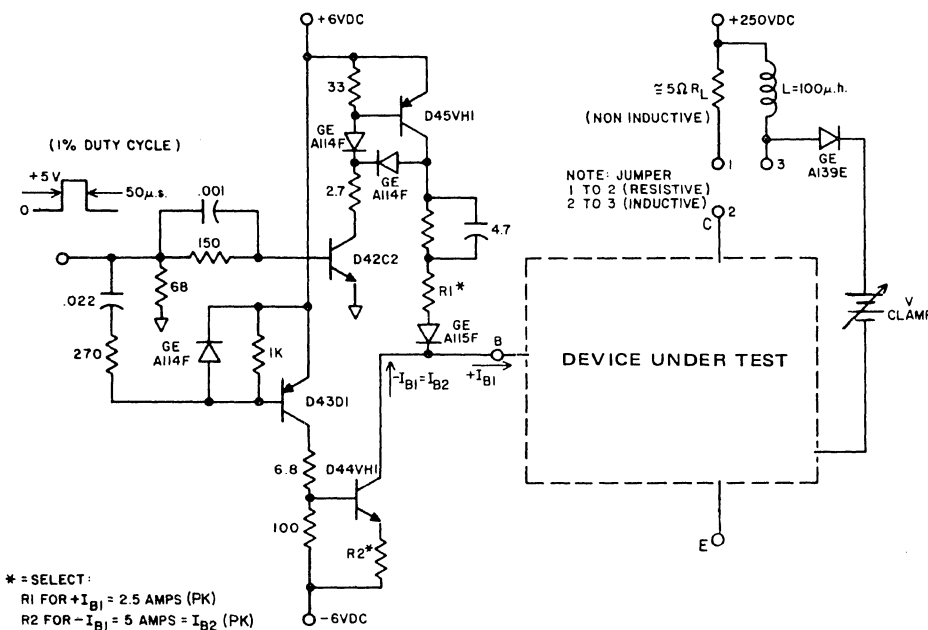 +6VDC
+250VDC
33
D45VH1
≅5Ω RL
L=100μ.h.
(NON INDUCTIVE)
(1% DUTY CYCLE)
GE
A114F
GE
A114F
1
3
GE
A139E
+5V
50μ.s.
0
.001
2.7
NOTE: JUMPER
1 TO 2 (RESISTIVE)
2 TO 3 (INDUCTIVE)
C
2
4.7
150
D42C2
68
R1*
.022
V
CLAMP
GE
A115F
GE
A114F
270
1K
B
DEVICE UNDER TEST
-IB1=IB2
+IB1
D43D1
6.8
D44VH1
100
R2*
E
* = SELECT:
R1 FOR +IB1 = 2.5 AMPS (PK)
R2 FOR -IB1 = 5 AMPS = IB2 (PK)
-6VDC